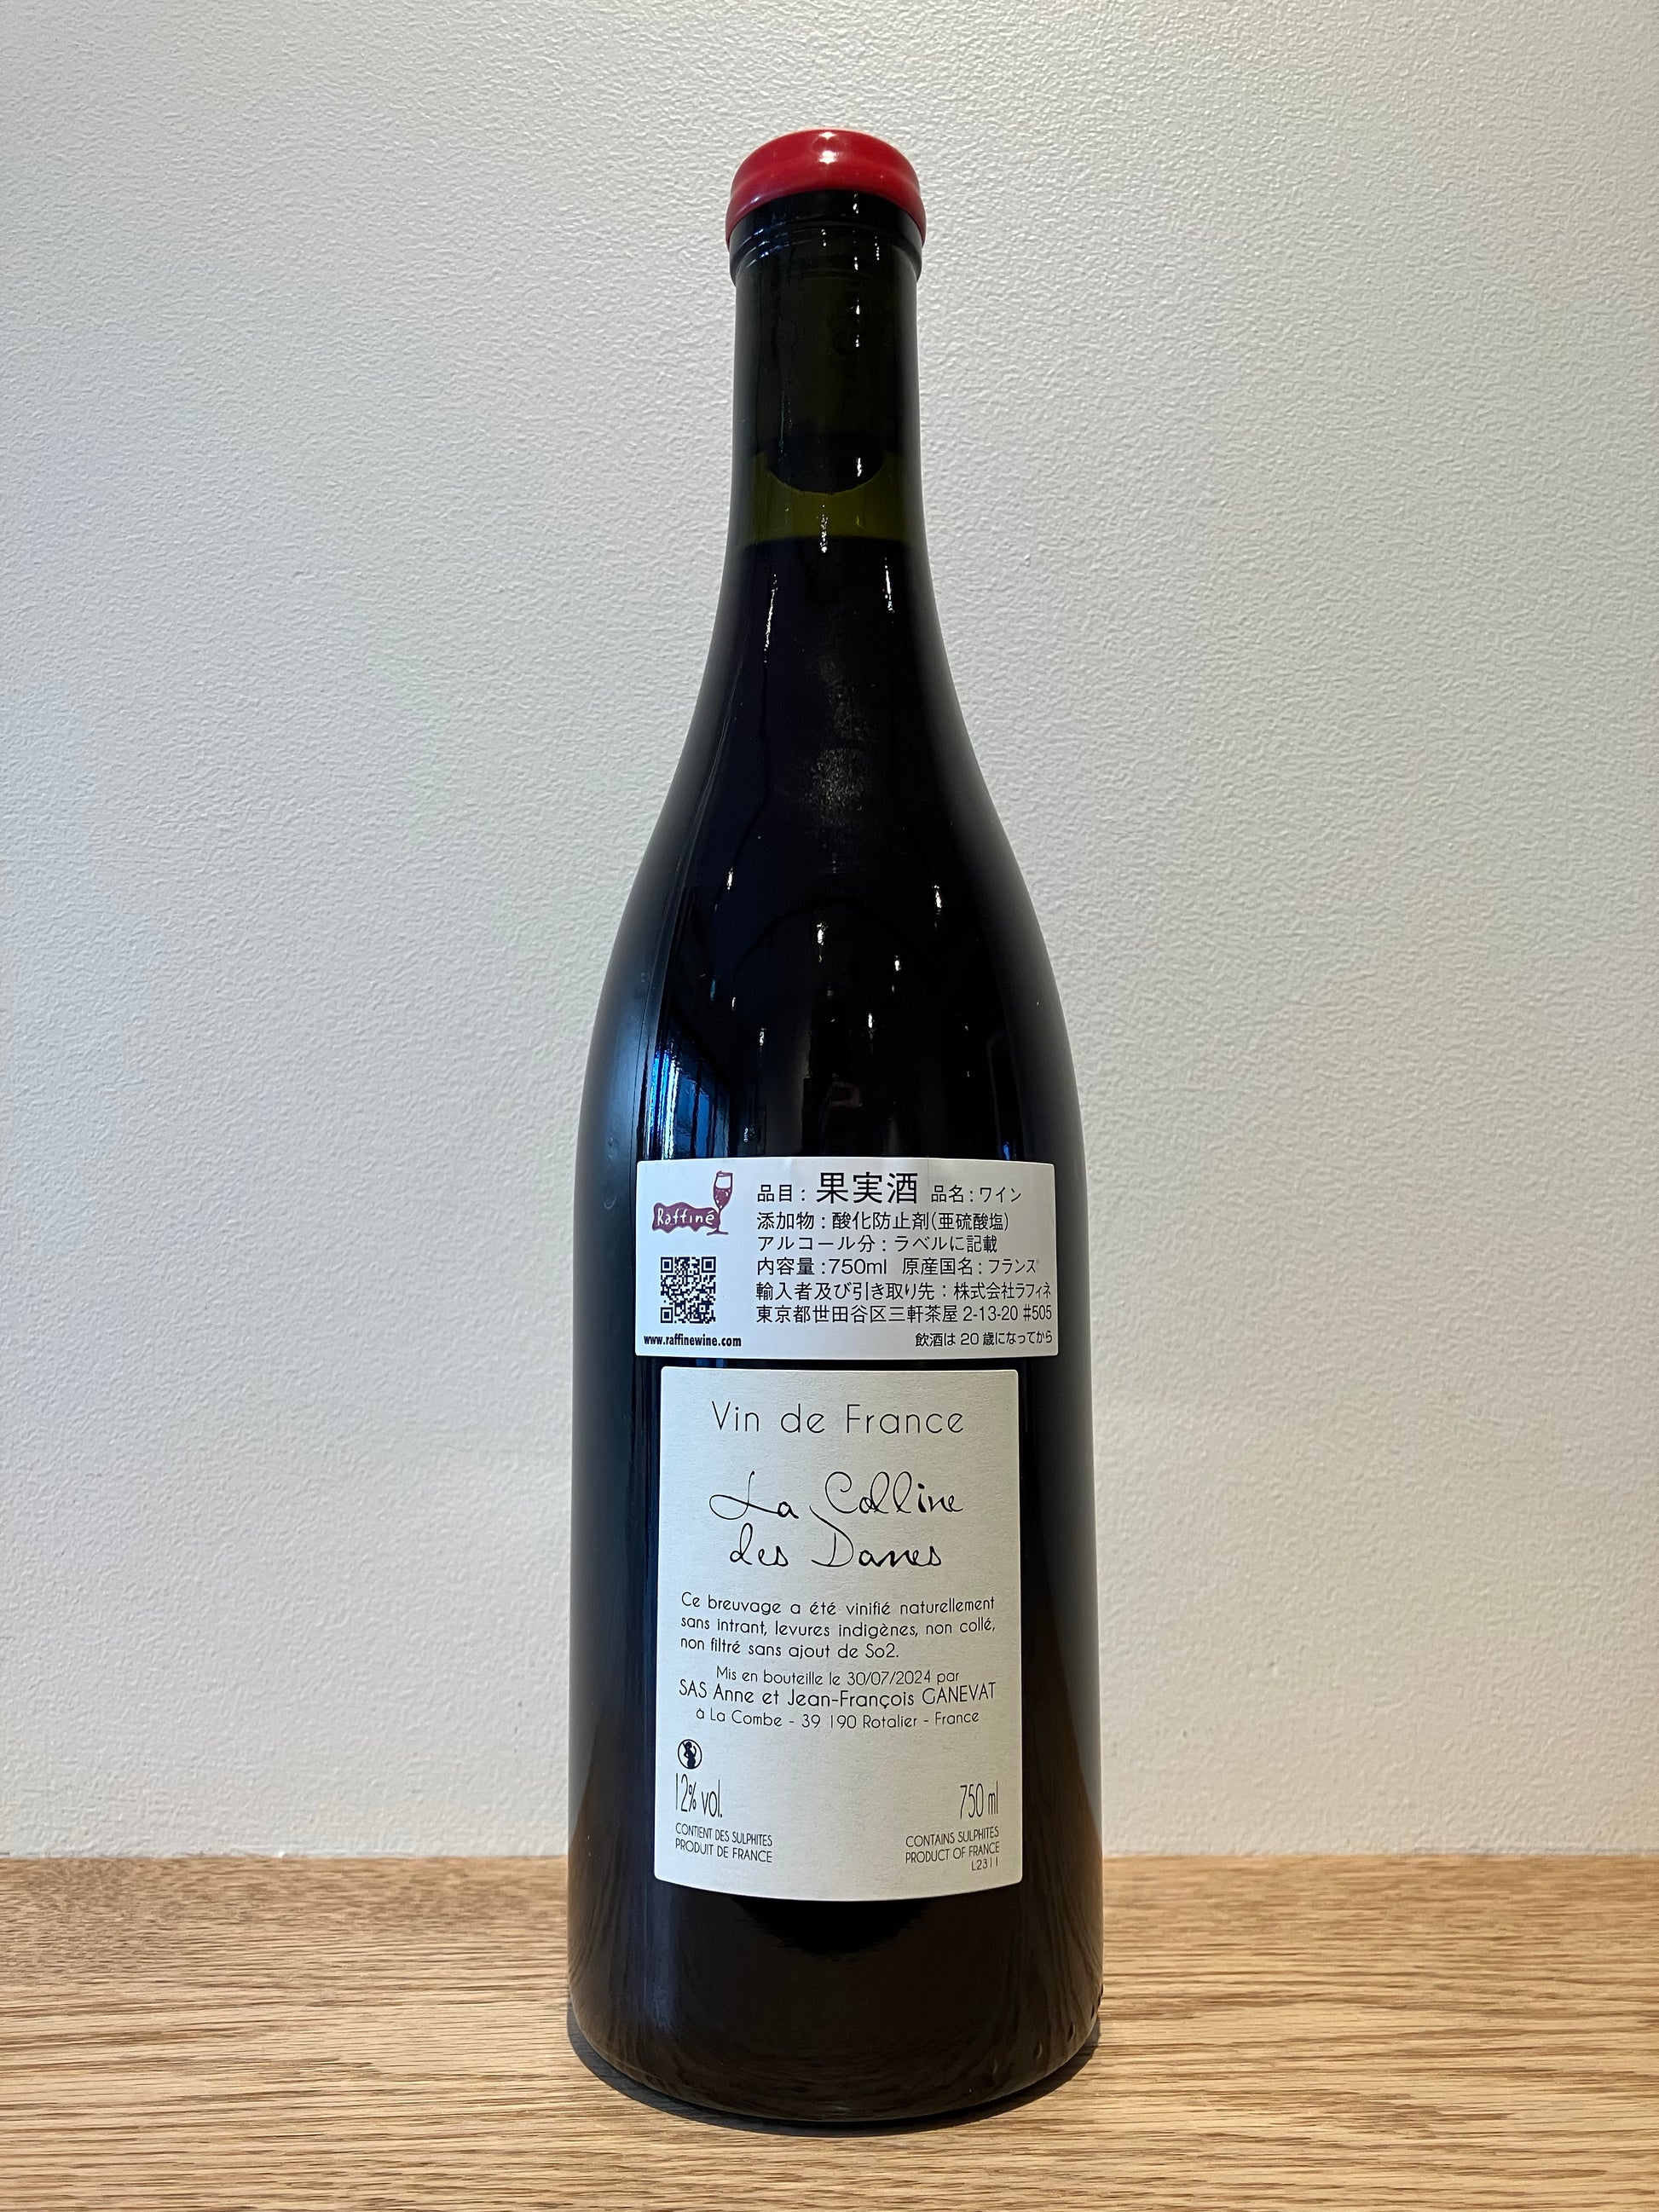 Raffiné
品目：果実酒 品名：ワイン
添加物：酸化防止剤(亜硫酸塩)
アルコール分：ラベルに記載
内容量：750ml 原産国名：フランス
輸入者及び引き取り先：株式会社ラフィネ
東京都世田谷区三軒茶屋 2-13-20 #505
www.raffinewine.com
飲酒は 20 歳になってから
Vin de France
La Colline
des Danes
Ce breuvage a été vinifié naturellement
sans intrant, levures indigènes, non collé,
non filtré sans ajout de So2.
Mis en bouteille le 30/07/2024 par
SAS Anne et Jean-François GANEVAT
à La Combe - 39 190 Rotalier - France
12% vol.
750 ml
CONTIENT DES SULPHITES
PRODUIT DE FRANCE
CONTAINS SULPHITES
PRODUCT OF FRANCE
L2311